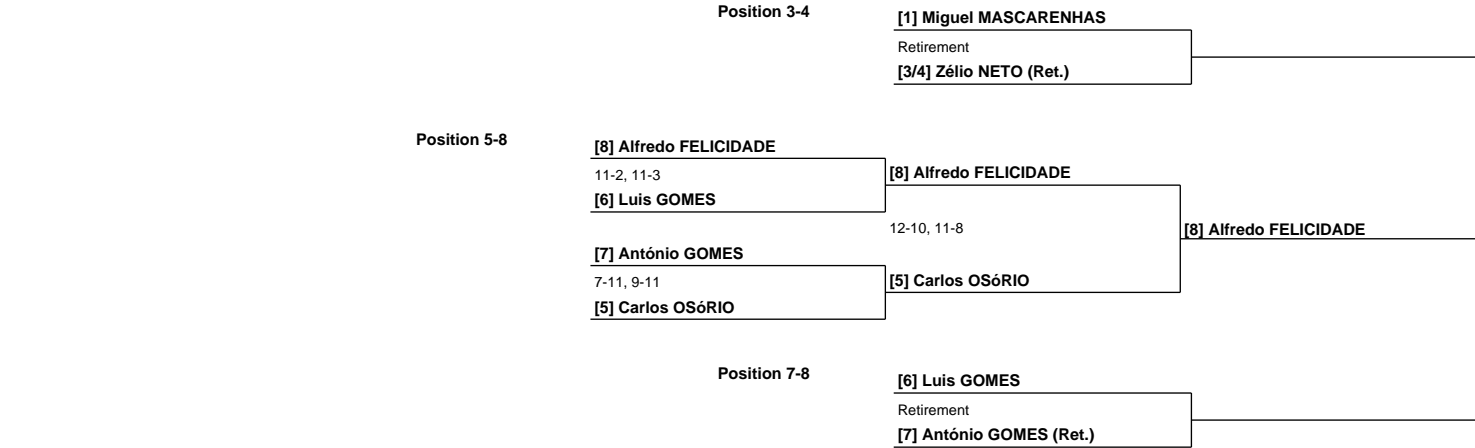 Position 3-4
[1] Miguel MASCARENHAS
Retirement
[3/4] Zélio NETO (Ret.)
Position 5-8
[8] Alfredo FELICIDADE
11-2, 11-3
[8] Alfredo FELICIDADE
[6] Luis GOMES
12-10, 11-8
[8] Alfredo FELICIDADE
[7] António GOMES
7-11, 9-11
[5] Carlos OSóRIO
[5] Carlos OSóRIO
Position 7-8
[6] Luis GOMES
Retirement
[7] António GOMES (Ret.)